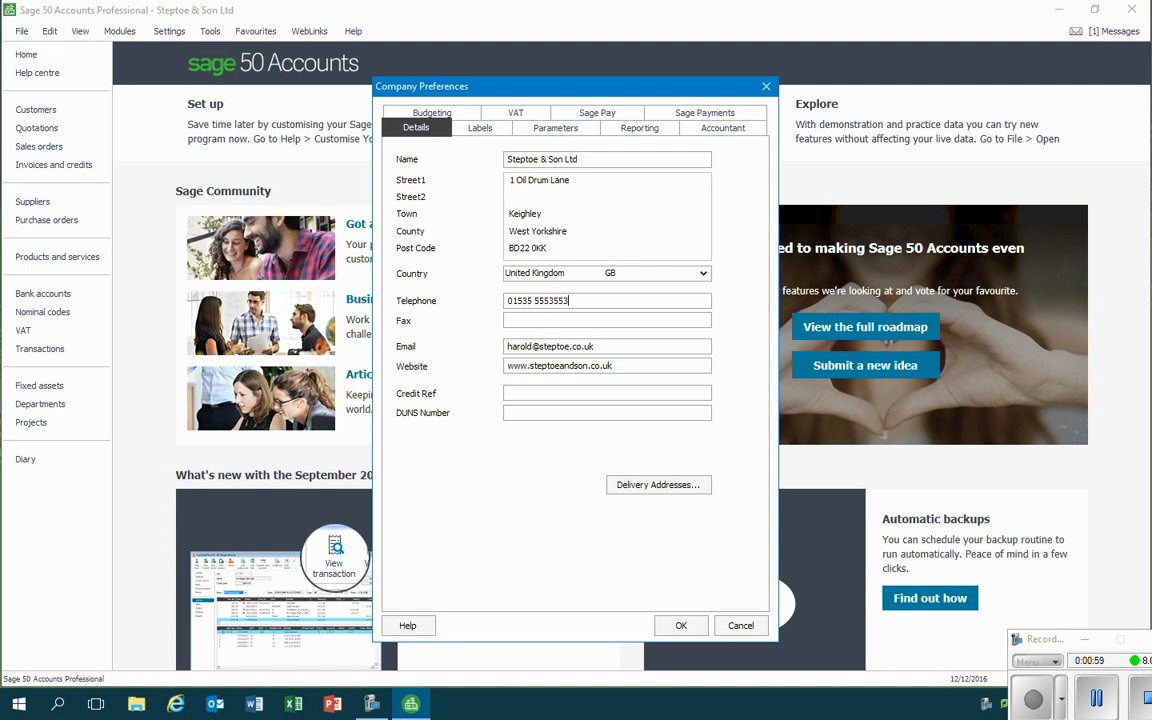 Sage 50 Accounts Professional - Steptoe & Son Ltd
File Edit View Modules Settings Tools Favourites WebLinks Help
[1] Messages
Home
Help centre
Customers
Quotations
Sales orders
Invoices and credits
Suppliers
Purchase orders
Products and services
Bank accounts
Nominal codes
VAT
Transactions
Fixed assets
Departments
Projects
Diary
sage 50 Accounts
Set up
Save time later by customising your Sage
program now. Go to Help > Customise Yo
Explore
With demonstration and practice data you can try new
features without affecting your live data. Go to File > Open
Sage Community
Got a
Your p
custom
Busin
Work
challe
Artic
Keepin
world.
ed to making Sage 50 Accounts even
features we're looking at and vote for your favourite.
View the full roadmap
Submit a new idea
What's new with the September 20
View
transaction
Automatic backups
You can schedule your backup routine to
run automatically. Peace of mind in a few
clicks.
Find out how
Company Preferences
Budgeting VAT Sage Pay Sage Payments
Details Labels Parameters Reporting Accountant
Name Steptoe & Son Ltd
Street1 1 Oil Drum Lane
Street2
Town Keighley
County West Yorkshire
Post Code BD22 0KK
Country United Kingdom GB
Telephone 01535 5553553
Fax
Email harold@steptoe.co.uk
Website www.steptoeandson.co.uk
Credit Ref
DUNS Number
Delivery Addresses...
Help OK Cancel
Record...
Menu 0:00:59 8.0
Sage 50 Accounts Professional
12/12/2016